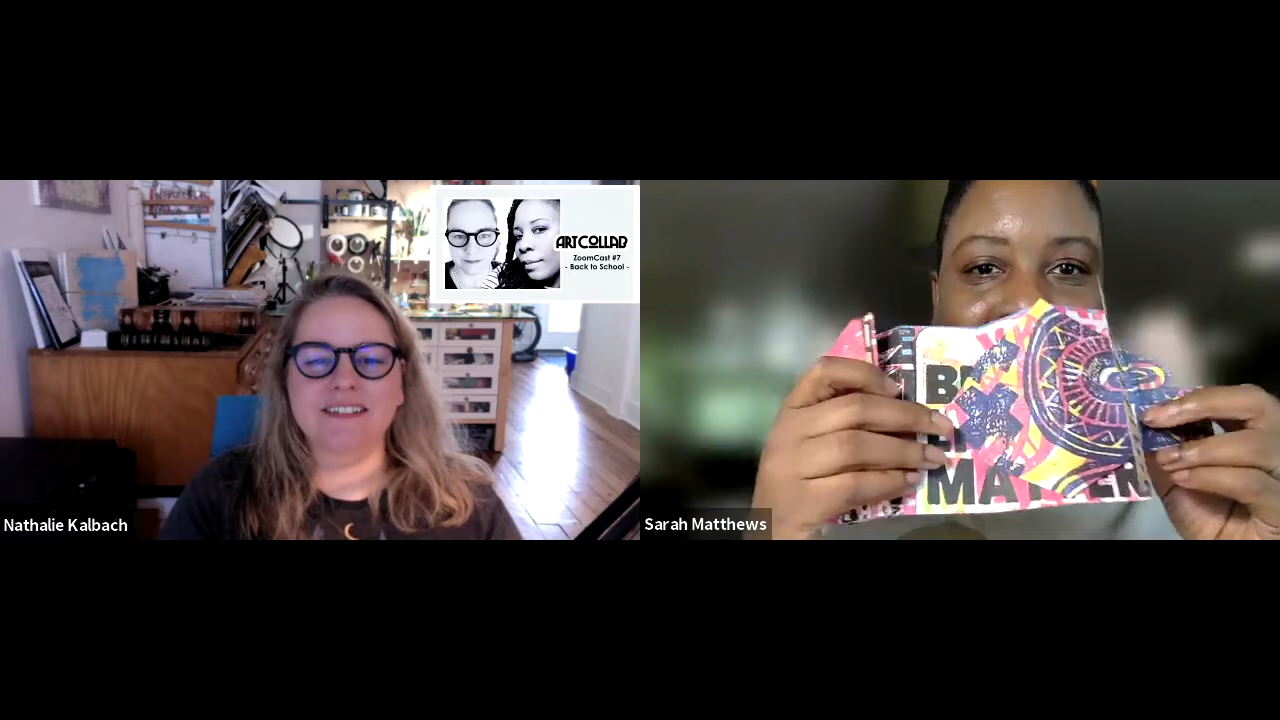 ARTCOLLAB
ZoomCast #7
- Back to School -
Nathalie Kalbach
Sarah Matthews